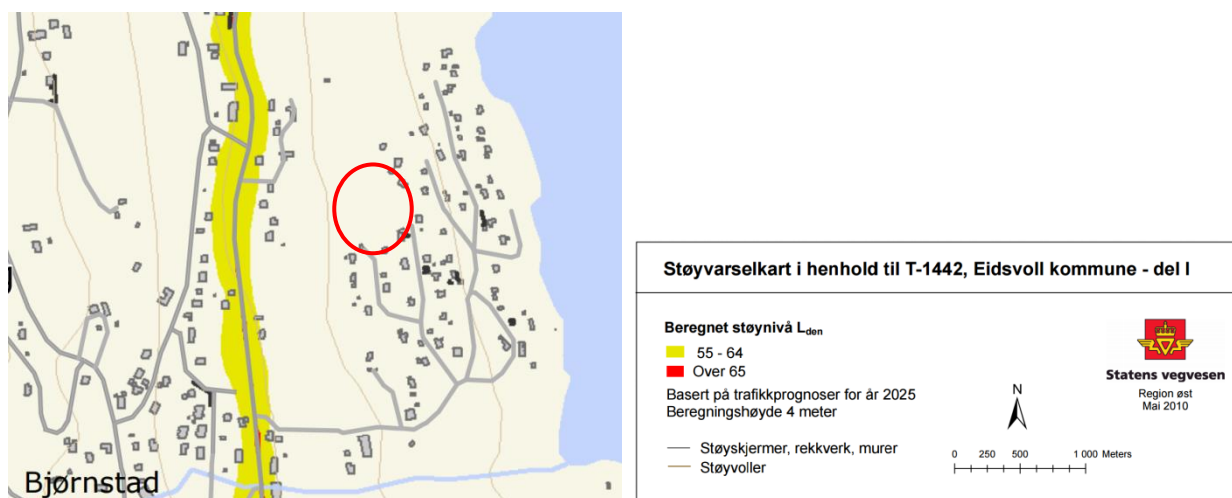 Bjørnstad
Støyvarselkart i henhold til T-1442, Eidsvoll kommune - del I
Beregnet støynivå Lden
55 - 64
Over 65
Basert på trafikkprognoser for år 2025
Beregningshøyde 4 meter
Støyskjermer, rekkverk, murer
Støyvoller
N
0 250 500 1 000 Meters
Statens vegvesen
Region øst
Mai 2010